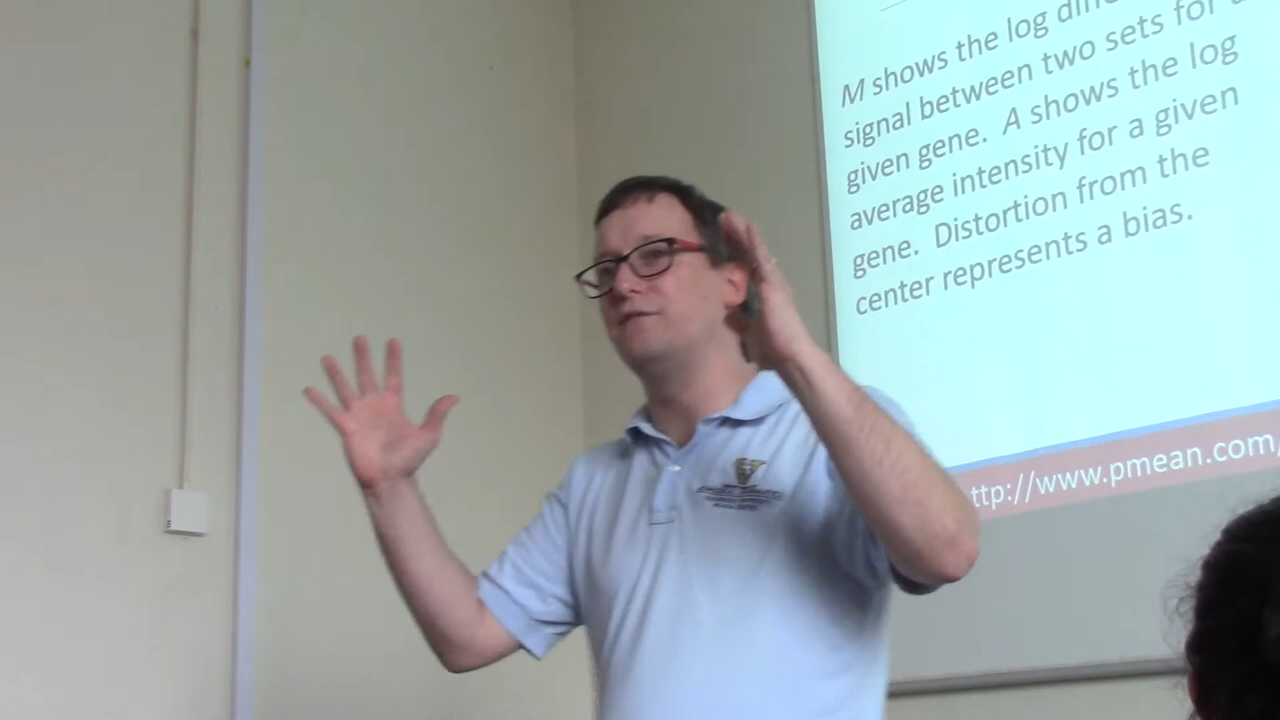 M shows the log
signal between two sets for a
given gene. A shows the log
average intensity for a given
gene. Distortion from the
center represents a bias.
ttp://www.pmean.com/
V